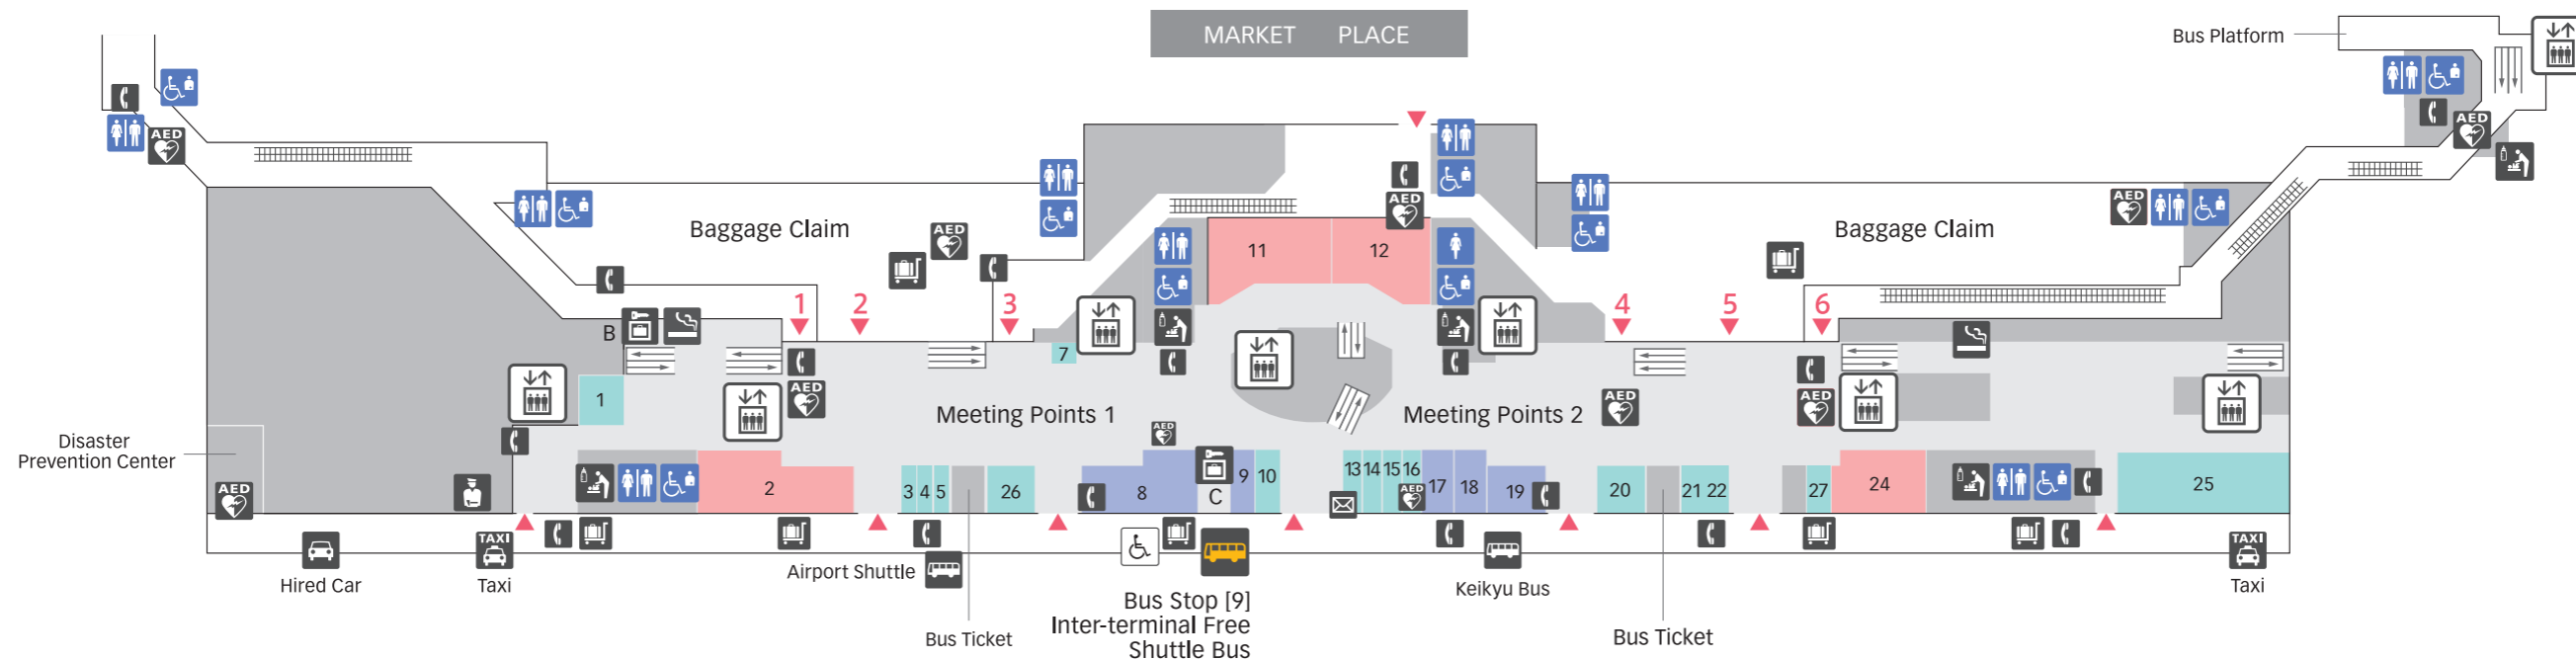 MARKET PLACE
Bus Platform
AED
AED
Baggage Claim
AED
AED
11
12
AED
Baggage Claim
1
2
3
4
5
6
B
7
1
AED
Meeting Points 1
Meeting Points 2
AED
AED
Disaster
Prevention Center
AED
2
3
4
5
26
AED
8
C
9
10
13
14
15
16
AED
17
18
19
20
21
22
27
24
25
AED
Hired Car
TAXI
Taxi
Airport Shuttle
Bus Stop [9]
Inter-terminal Free
Shuttle Bus
Keikyu Bus
TAXI
Taxi
Bus Ticket
Bus Ticket